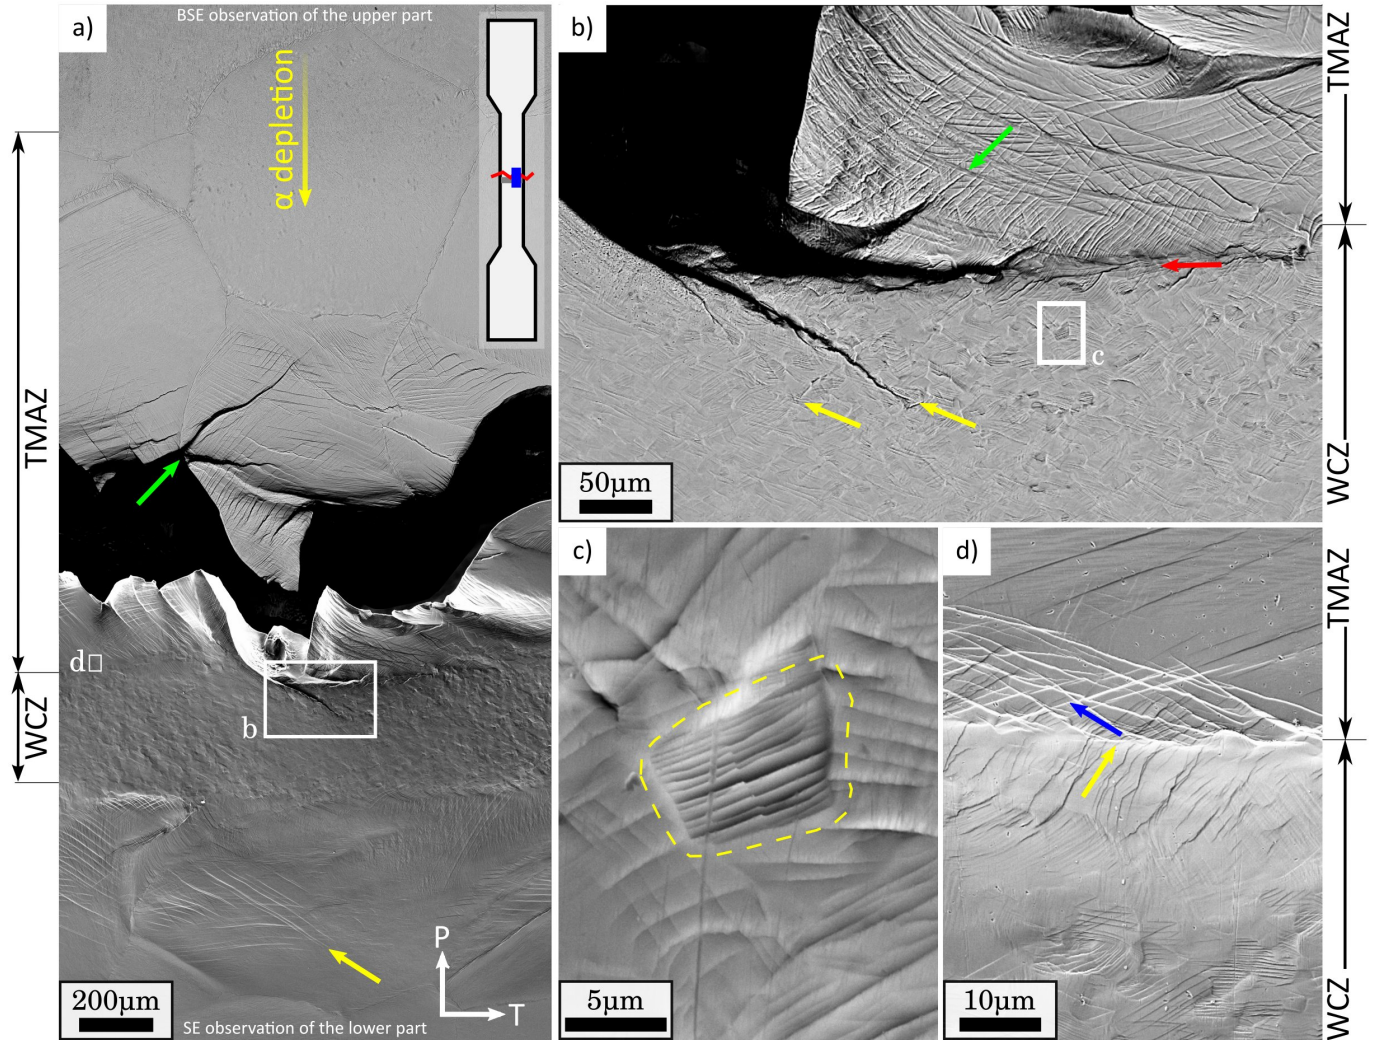 a)
BSE observation of the upper part
α depletion
TMAZ
WCZ
d
b
P
T
200µm
SE observation of the lower part
b)
c
50µm
TMAZ
WCZ
c)
5µm
d)
10µm
TMAZ
WCZ